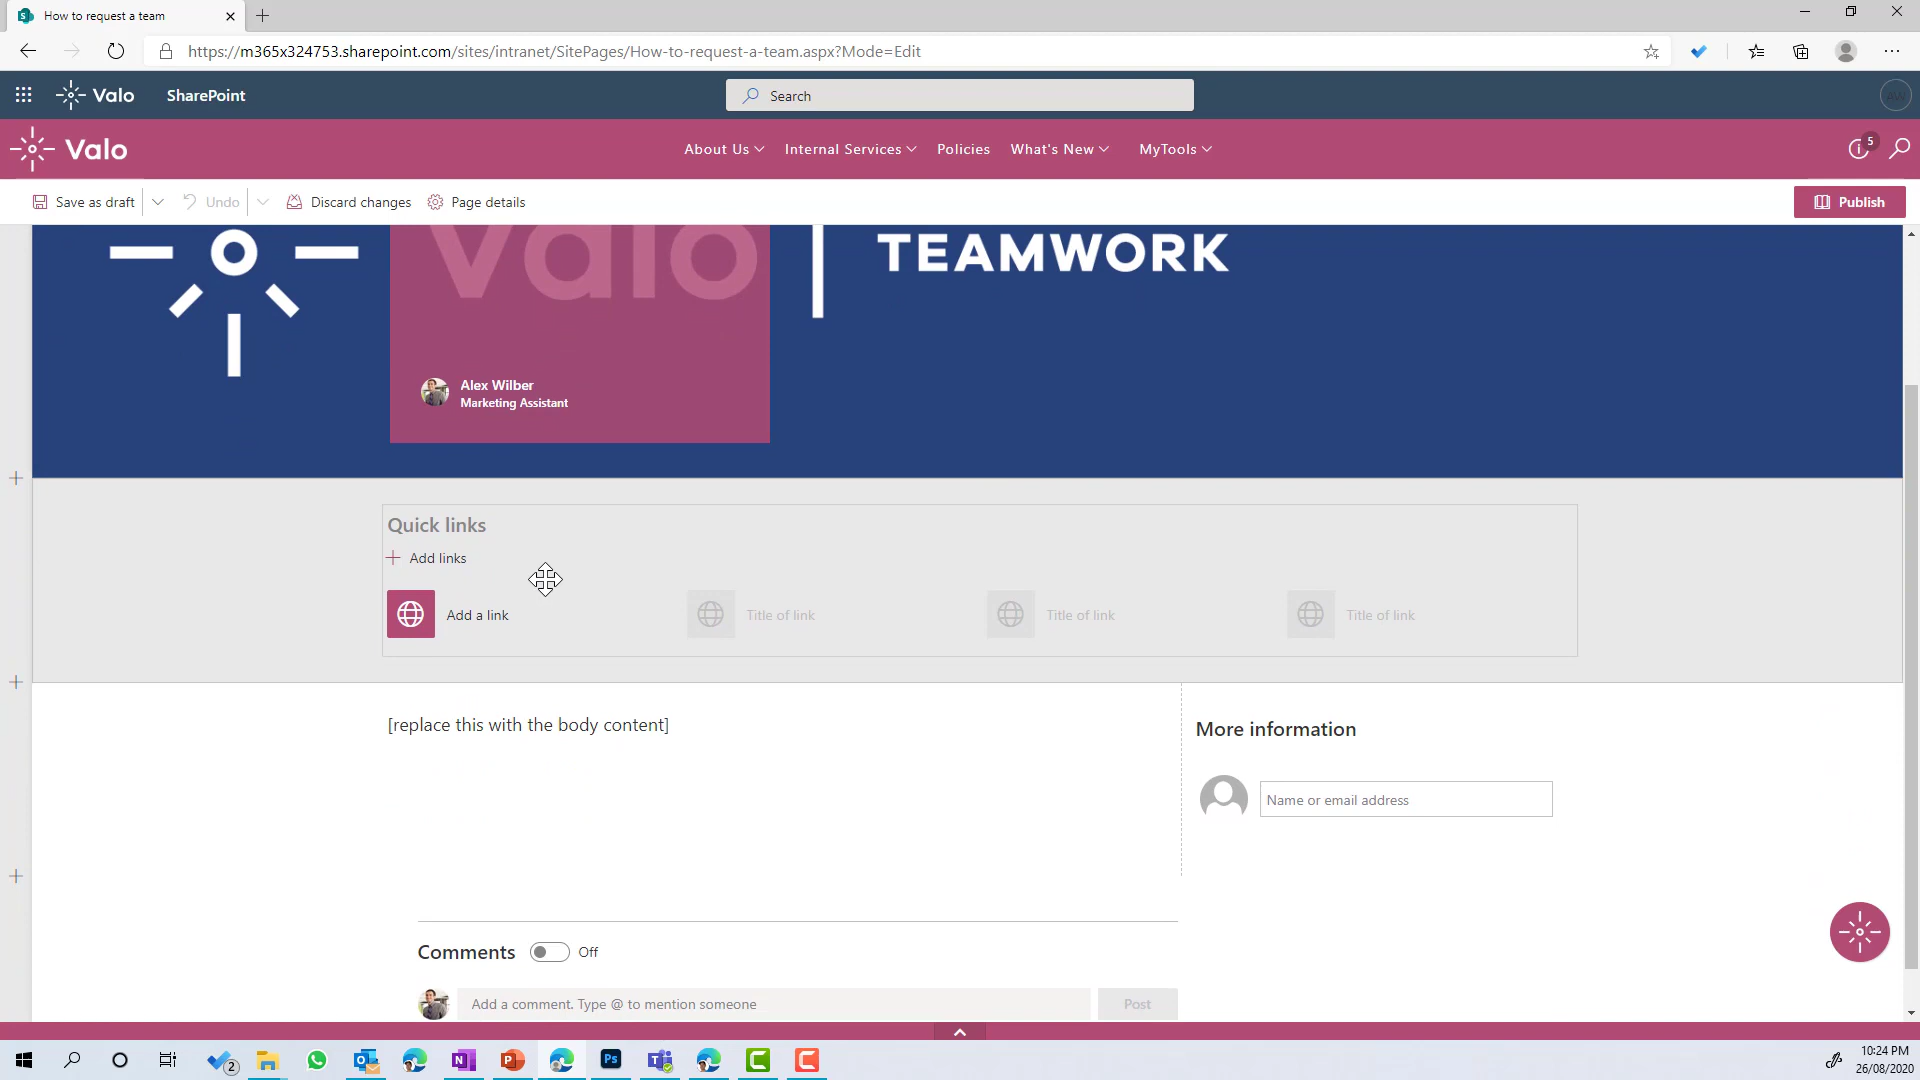 How to request a team
https://m365x324753.sharepoint.com/sites/intranet/SitePages/How-to-request-a-team.aspx?Mode=Edit
Valo SharePoint Search AW
Valo About Us Internal Services Policies What's New MyTools 5
Save as draft Undo Discard changes Page details Publish
Valo TEAMWORK
Alex Wilber
Marketing Assistant
Quick links
Add links
Add a link Title of link Title of link Title of link
[replace this with the body content]
More information
Name or email address
Comments Off
Add a comment. Type @ to mention someone Post
2 N P Ps
10:24 PM
26/08/2020